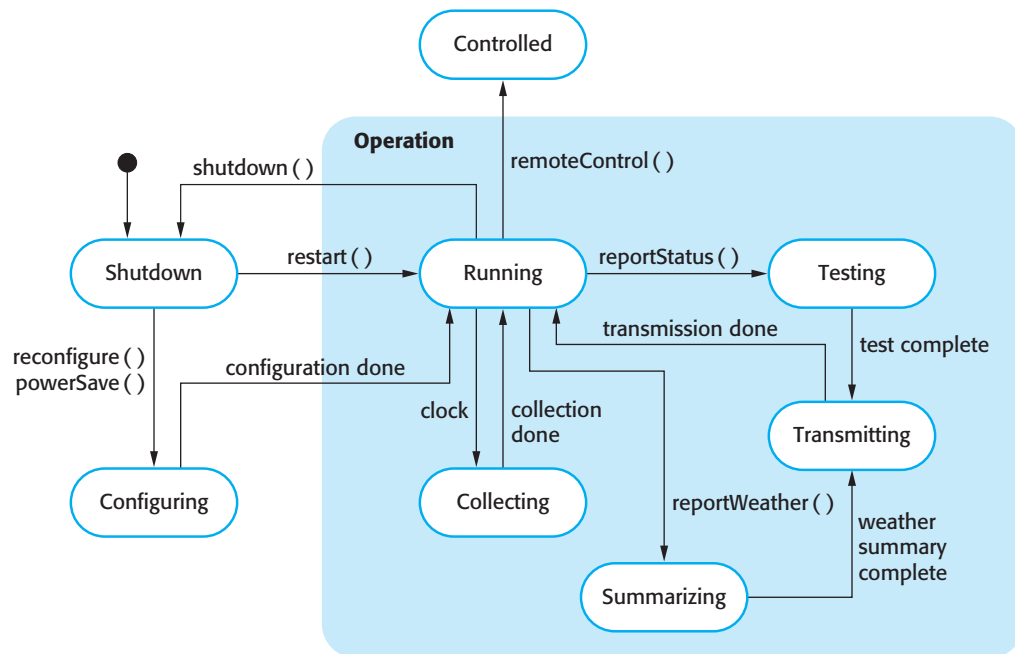 Controlled
Operation
shutdown ( )
remoteControl ( )
Shutdown
restart ( )
Running
reportStatus ( )
Testing
reconfigure ( )
powerSave ( )
configuration done
transmission done
test complete
clock
collection
done
Transmitting
Configuring
Collecting
reportWeather ( )
weather
summary
complete
Summarizing